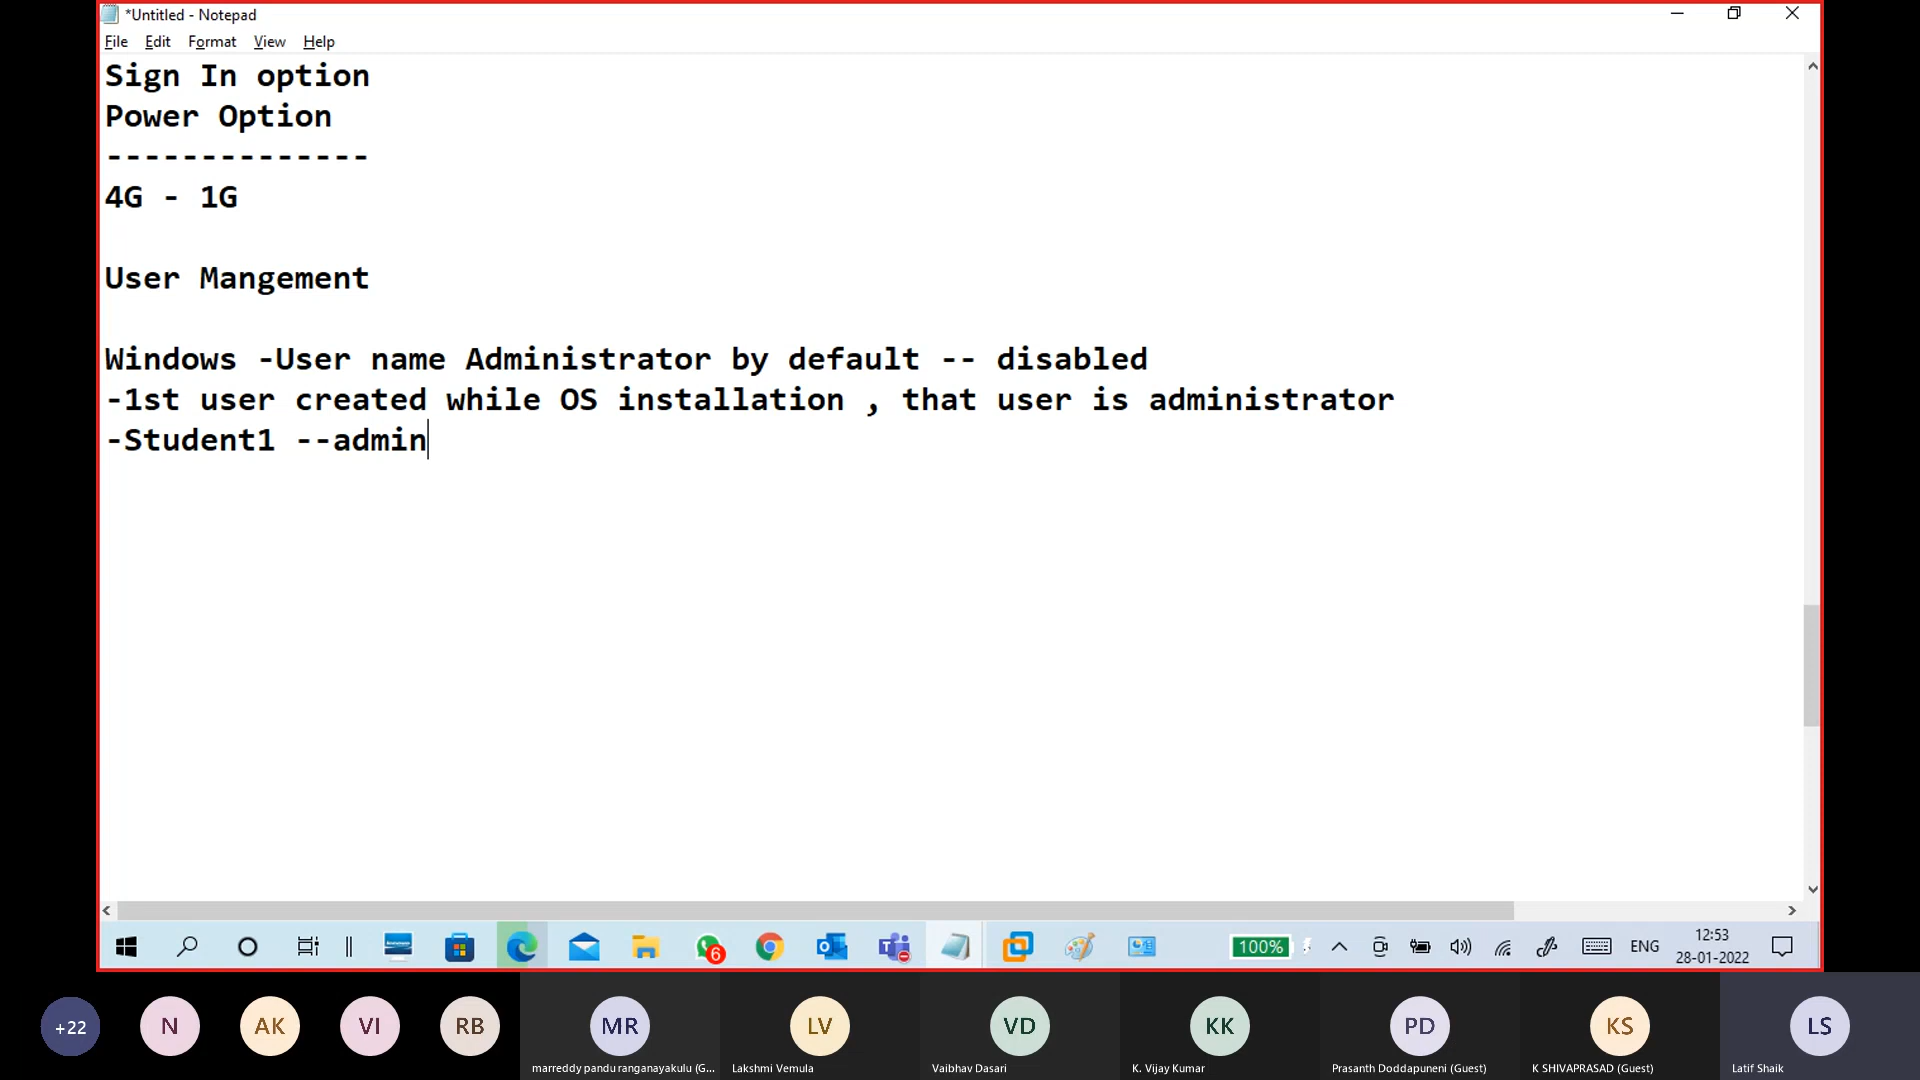 *Untitled - Notepad
File Edit Format View Help
Sign In option
Power Option
--------------
4G - 1G
User Mangement
Windows -User name Administrator by default -- disabled
-1st user created while OS installation , that user is administrator
-Student1 --admin
6
100%
ENG
12:53
28-01-2022
+22
N
AK
VI
RB
MR
LV
VD
KK
PD
KS
LS
marreddy pandu ranganayakulu (G...
Lakshmi Vemula
Vaibhav Dasari
K. Vijay Kumar
Prasanth Doddapuneni (Guest)
K SHIVAPRASAD (Guest)
Latif Shaik